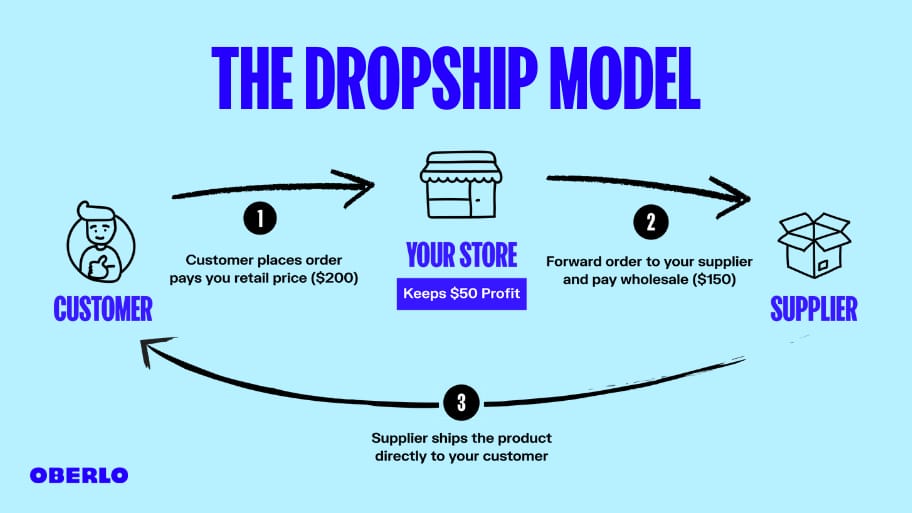 THE DROPSHIP MODEL
1
Customer places order
pays you retail price ($200)
CUSTOMER
YOUR STORE
Keeps $50 Profit
2
Forward order to your supplier
and pay wholesale ($150)
SUPPLIER
3
Supplier ships the product
directly to your customer
OBERLO